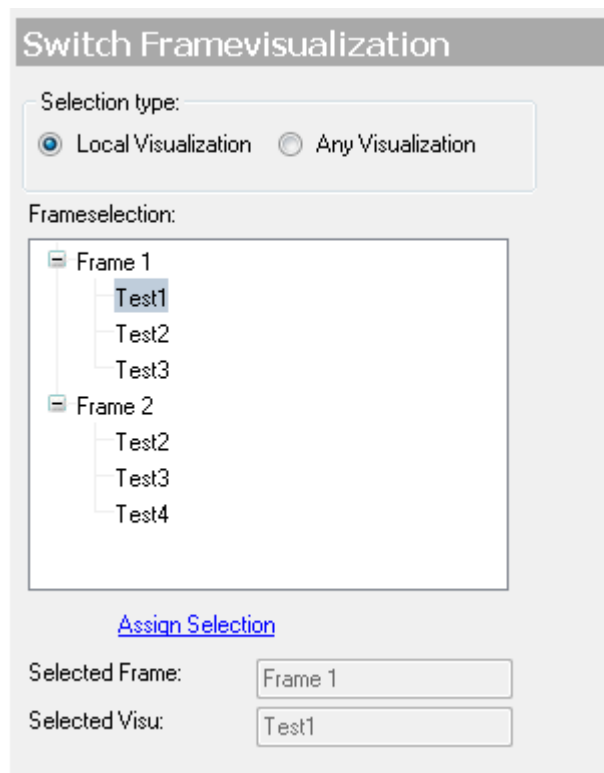 Switch Framevisualization
Selection type:
Local Visualization Any Visualization
Frameselection:
Frame 1
Test1
Test2
Test3
Frame 2
Test2
Test3
Test4
Assign Selection
Selected Frame: Frame 1
Selected Visu: Test1